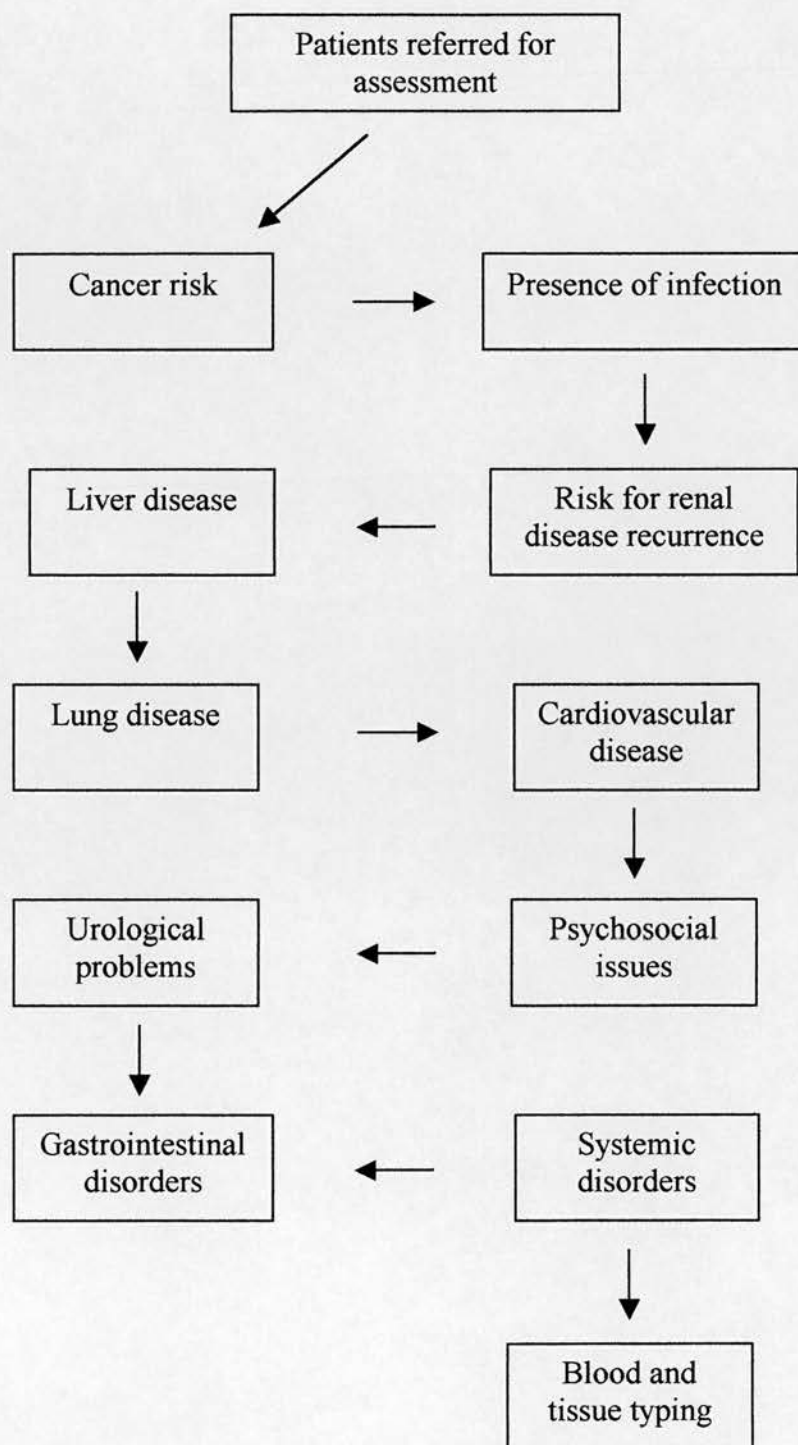 Patients referred for
assessment
Cancer risk
Presence of infection
Liver disease
Risk for renal
disease recurrence
Lung disease
Cardiovascular
disease
Urological
problems
Psychosocial
issues
Gastrointestinal
disorders
Systemic
disorders
Blood and
tissue typing